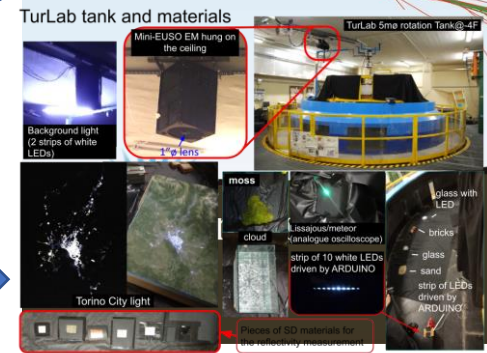 TurLab tank and materials
Mini-EUSO EM hung on
the ceiling
TurLab 5mø rotation Tank@-4F
Background light
(2 strips of white
LEDs)
1"ø lens
moss
Lissajous/meteor
(analogue oscilloscope)
cloud
strip of 10 white LEDs
driven by ARDUINO
glass with
LED
bricks
glass
sand
strip of LEDs
driven by
ARDUINO
Torino City light
Pieces of SD materials for
the reflectivity measurement